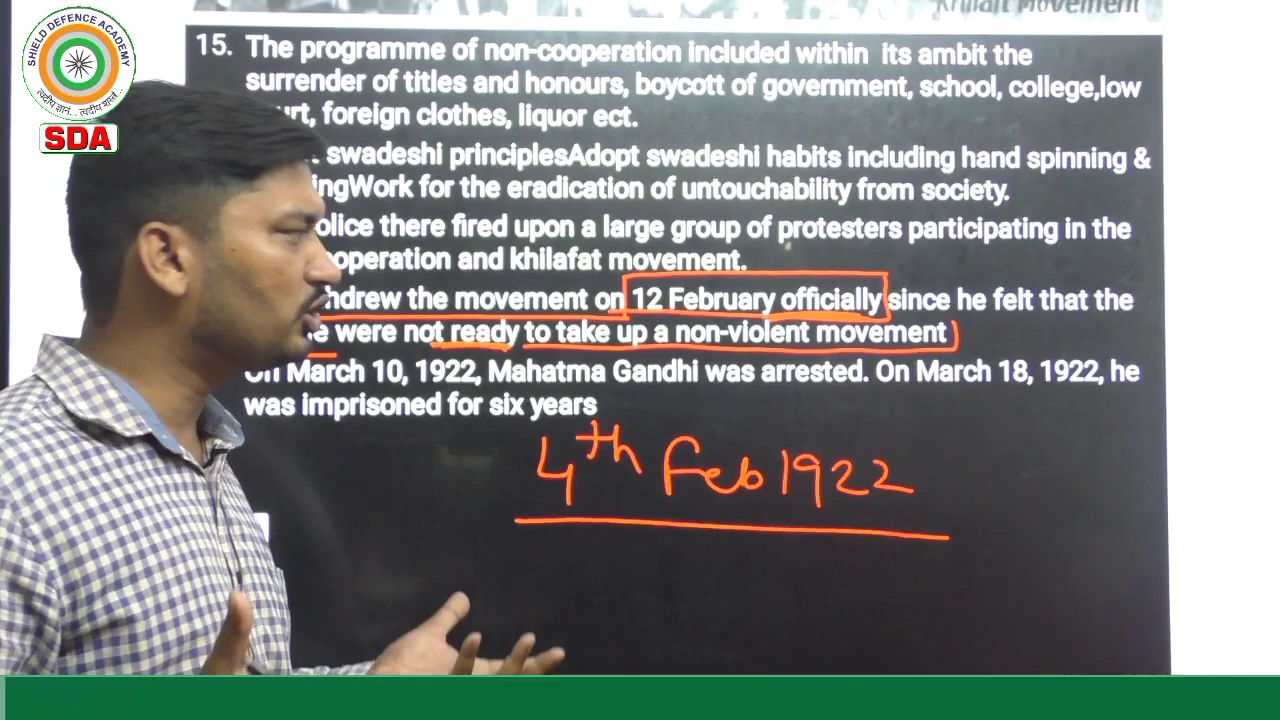 SHIELD DEFENCE ACADEMY
SDA
Khilaft Movement
15. The programme of non-cooperation included within its ambit the
surrender of titles and honours, boycott of government, school, college,low
urt, foreign clothes, liquor ect.
swadeshi principlesAdopt swadeshi habits including hand spinning &
ingWork for the eradication of untouchability from society.
olice there fired upon a large group of protesters participating in the
operation and khilafat movement.
hdrew the movement on 12 February officially since he felt that the
e were not ready to take up a non-violent movement
On March 10, 1922, Mahatma Gandhi was arrested. On March 18, 1922, he
was imprisoned for six years
4th Feb 1922